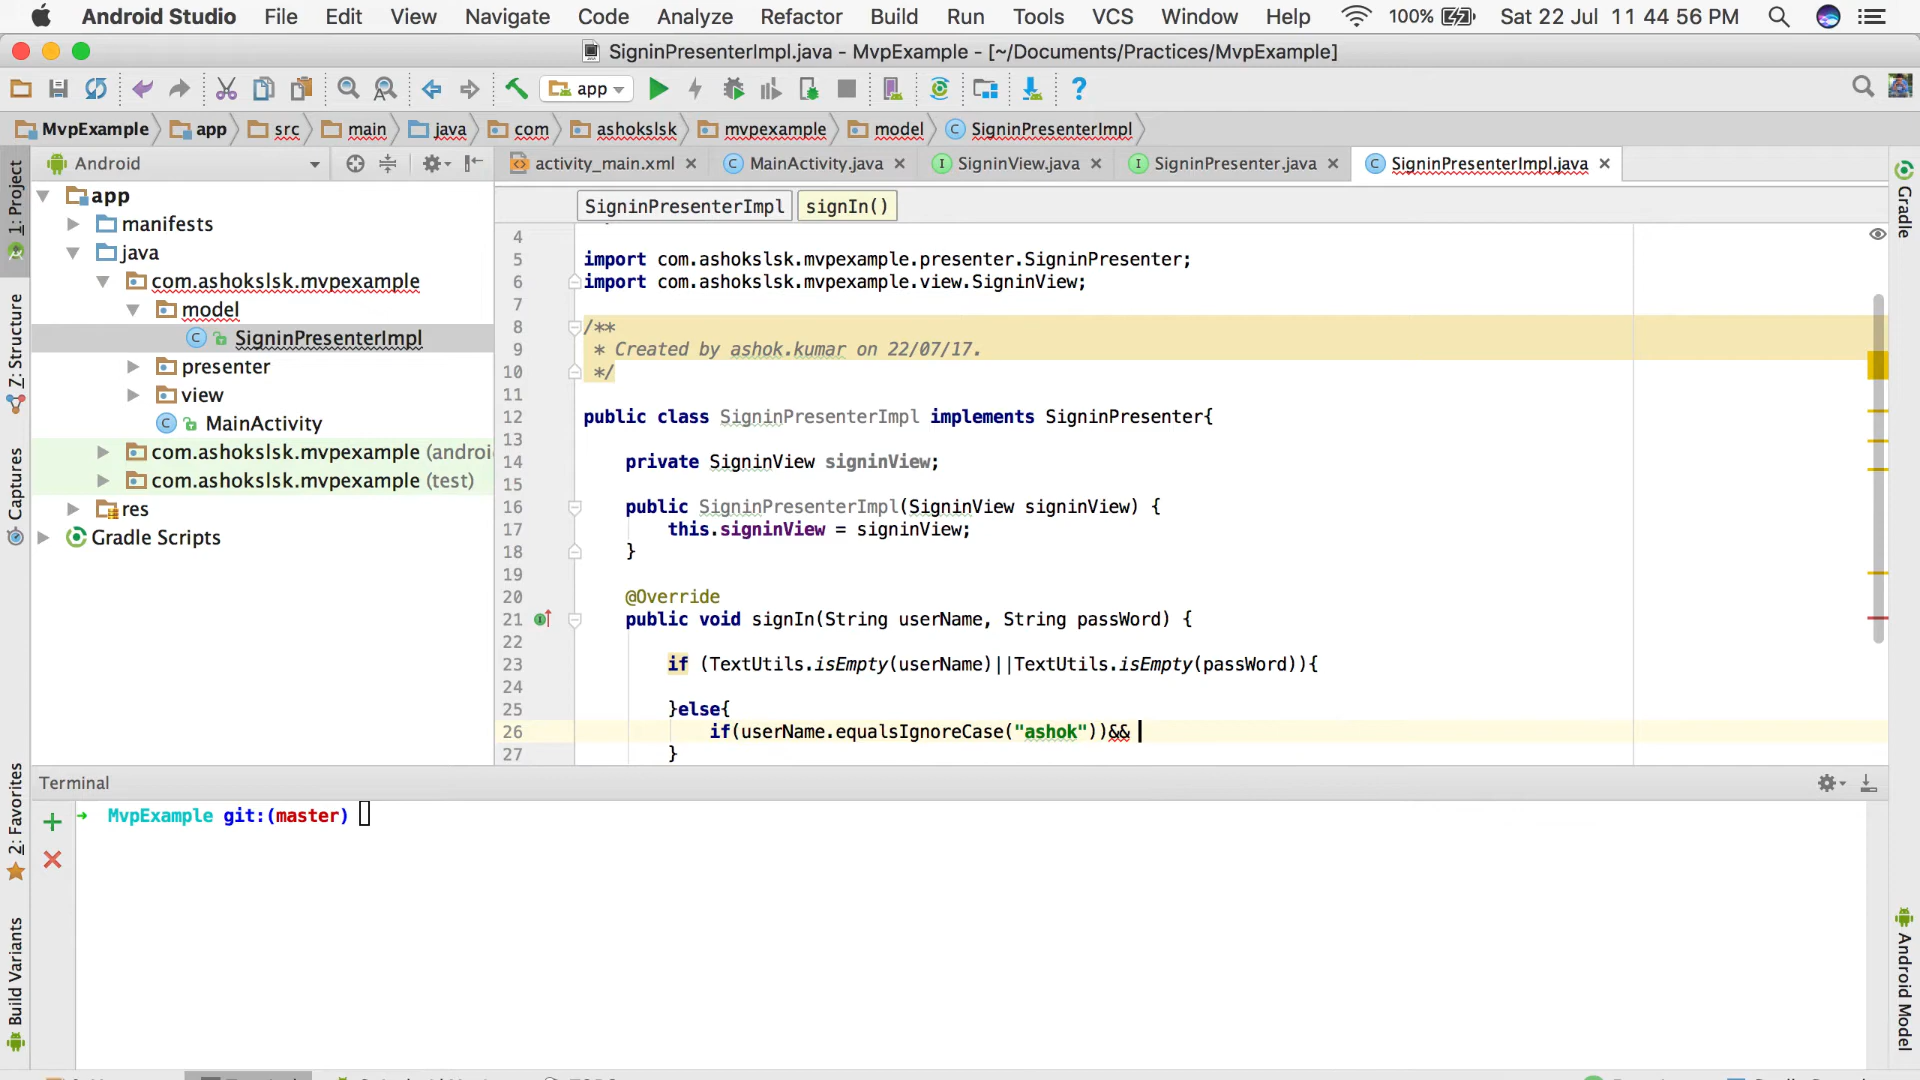 Android Studio File Edit View Navigate Code Analyze Refactor Build Run Tools VCS Window Help 100% Sat 22 Jul 11 44 56 PM
SigninPresenterImpl.java - MvpExample - [~/Documents/Practices/MvpExample]
app
MvpExample app src main java com ashokslsk mvpexample model SigninPresenterImpl
Android
activity_main.xml MainActivity.java SigninView.java SigninPresenter.java SigninPresenterImpl.java
SigninPresenterImpl signIn()
1: Project
Z: Structure
Captures
2: Favorites
Build Variants
app
manifests
java
com.ashokslsk.mvpexample
model
SigninPresenterImpl
presenter
view
MainActivity
com.ashokslsk.mvpexample (androi
com.ashokslsk.mvpexample (test)
res
Gradle Scripts
4
5 import com.ashokslsk.mvpexample.presenter.SigninPresenter;
6 import com.ashokslsk.mvpexample.view.SigninView;
7
8 /**
9 * Created by ashok.kumar on 22/07/17.
10 */
11
12 public class SigninPresenterImpl implements SigninPresenter{
13
14 private SigninView signinView;
15
16 public SigninPresenterImpl(SigninView signinView) {
17 this.signinView = signinView;
18 }
19
20 @Override
21 public void signIn(String userName, String passWord) {
22
23 if (TextUtils.isEmpty(userName)||TextUtils.isEmpty(passWord)){
24
25 }else{
26 if(userName.equalsIgnoreCase("ashok"))&&
27 }
Gradle
Android Model
Terminal
MvpExample git:(master)